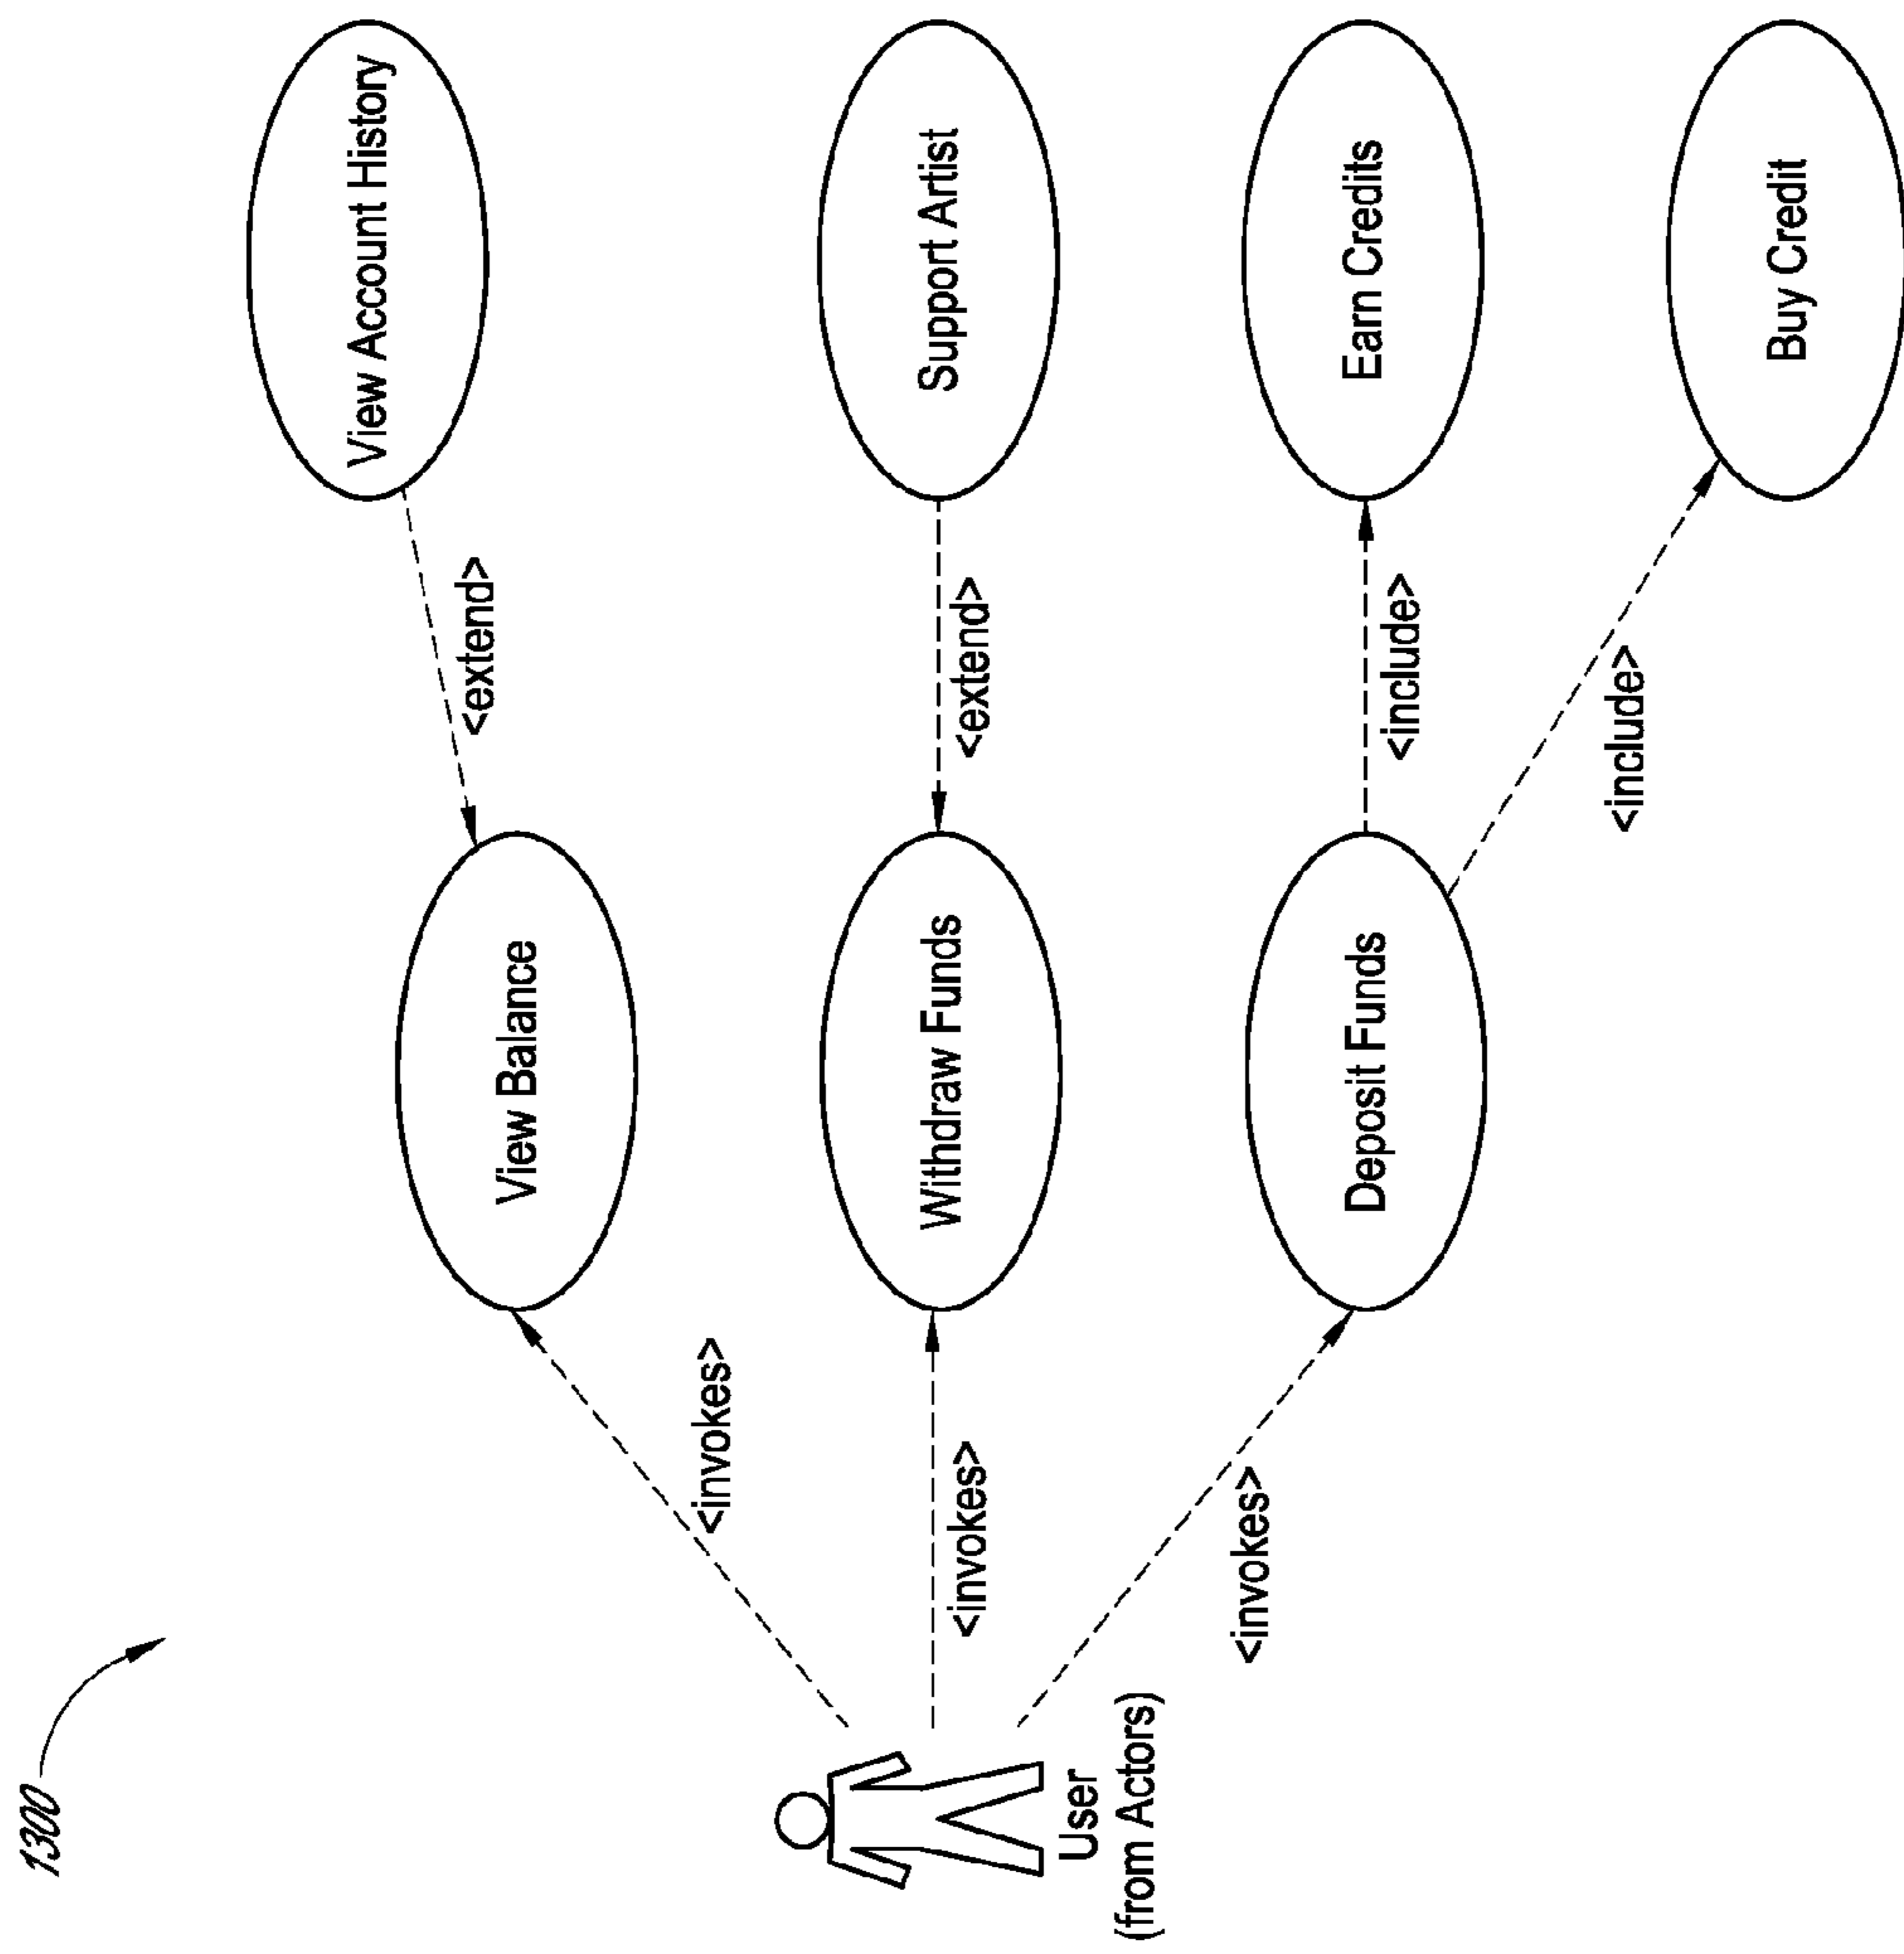 1300
View Account History
<extend>
View Balance
<invokes>
Support Artist
<extend>
Withdraw Funds
<invokes>
User
(from Actors)
Earn Credits
<include>
Deposit Funds
<invokes>
<include>
Buy Credit